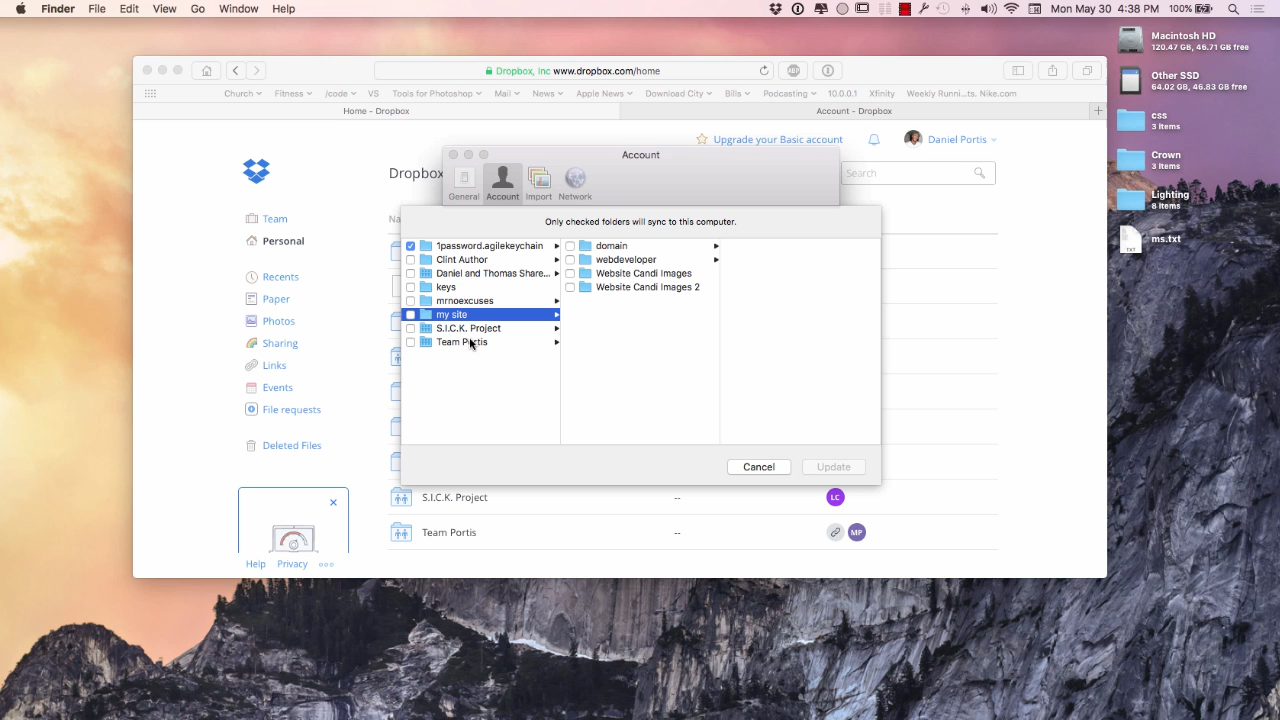 Finder File Edit View Go Window Help
Mon May 30 4:38 PM 100%
Macintosh HD
120.47 GB, 46.71 GB free
Other SSD
64.02 GB, 46.83 GB free
css
3 items
Crown
3 items
Lighting
8 items
ms.txt
Dropbox, Inc www.dropbox.com/home
Church Fitness /code VS Tools for Photoshop Mail News Apple News Download City Bills Podcasting 10.0.0.1 Xfinity Weekly Runni...ts. Nike.com
Home - Dropbox Account - Dropbox
Upgrade your Basic account Daniel Portis
Dropbox
Search
Team
Personal
Recents
Paper
Photos
Sharing
Links
Events
File requests
Deleted Files
Help Privacy
Na
Account
General Account Import Network
Only checked folders will sync to this computer.
1password.agilekeychain
Clint Author
Daniel and Thomas Share...
keys
mrnoexcuses
my site
S.I.C.K. Project
Team Portis
domain
webdeveloper
Website Candi Images
Website Candi Images 2
Cancel Update
S.I.C.K. Project -- LC
Team Portis -- MP